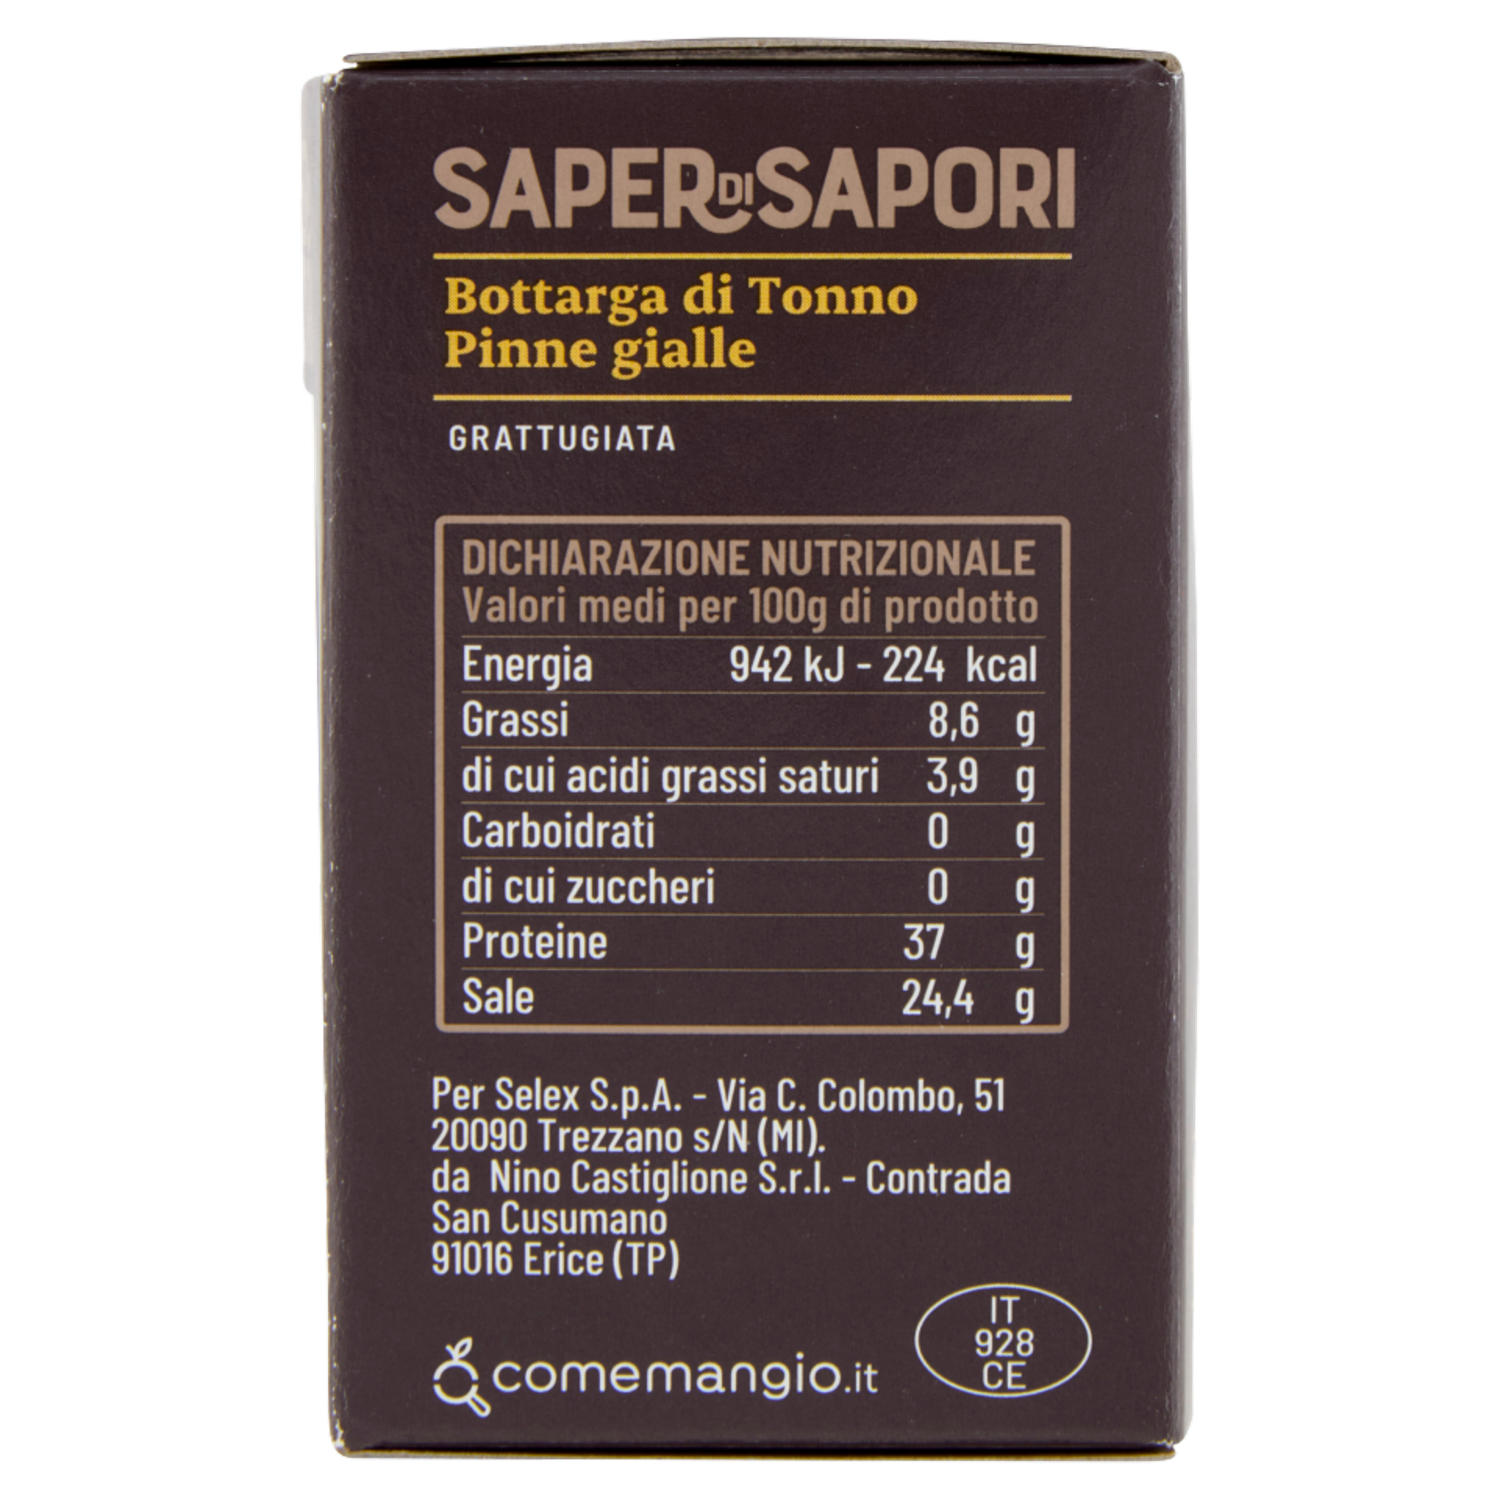 SAPER DI SAPORI
Bottarga di Tonno
Pinne gialle
GRATTUGIATA
DICHIARAZIONE NUTRIZIONALE
Valori medi per 100g di prodotto
Energia 942 kJ - 224 kcal
Grassi 8,6 g
di cui acidi grassi saturi 3,9 g
Carboidrati 0 g
di cui zuccheri 0 g
Proteine 37 g
Sale 24,4 g
Per Selex S.p.A. - Via C. Colombo, 51
20090 Trezzano s/N (MI).
da Nino Castiglione S.r.l. - Contrada
San Cusumano
91016 Erice (TP)
comemangio.it
IT
928
CE